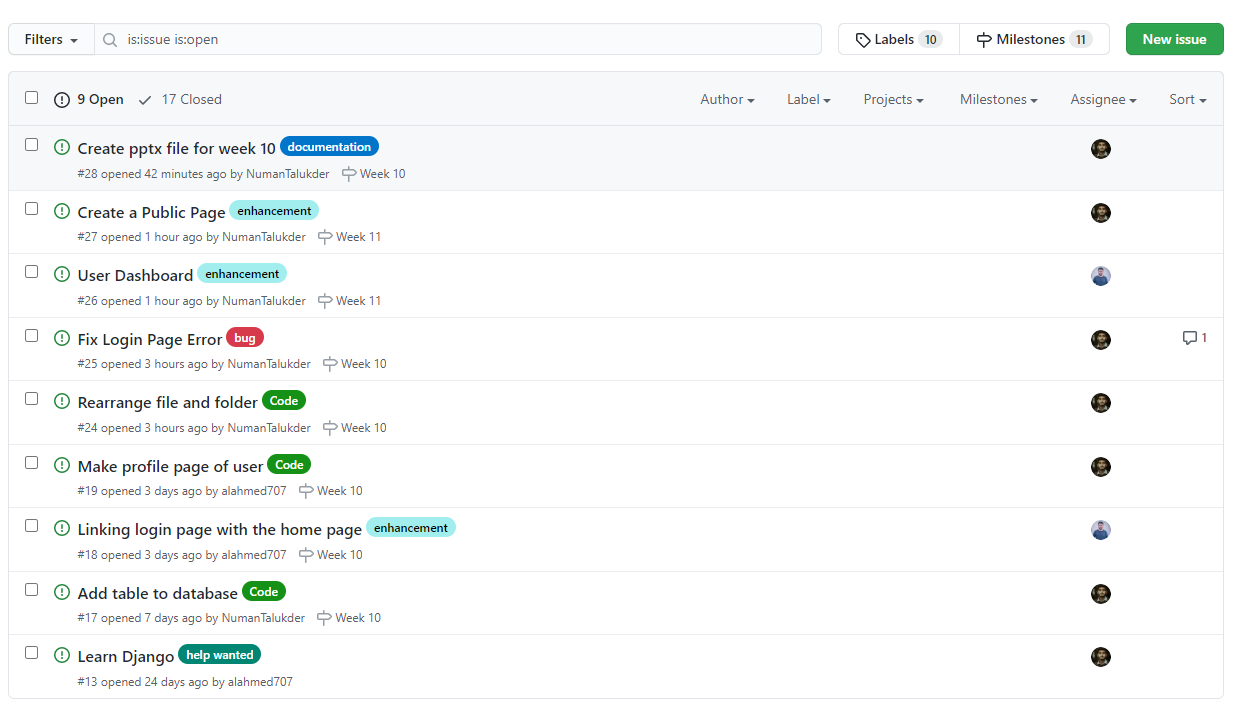 Filters is:issue is:open Labels 10 Milestones 11 New issue
9 Open 17 Closed Author Label Projects Milestones Assignee Sort
Create pptx file for week 10 documentation
#28 opened 42 minutes ago by NumanTalukder Week 10
Create a Public Page enhancement
#27 opened 1 hour ago by NumanTalukder Week 11
User Dashboard enhancement
#26 opened 1 hour ago by NumanTalukder Week 11
Fix Login Page Error bug 1
#25 opened 3 hours ago by NumanTalukder Week 10
Rearrange file and folder Code
#24 opened 3 hours ago by NumanTalukder Week 10
Make profile page of user Code
#19 opened 3 days ago by alahmed707 Week 10
Linking login page with the home page enhancement
#18 opened 3 days ago by alahmed707 Week 10
Add table to database Code
#17 opened 7 days ago by NumanTalukder Week 10
Learn Django help wanted
#13 opened 24 days ago by alahmed707